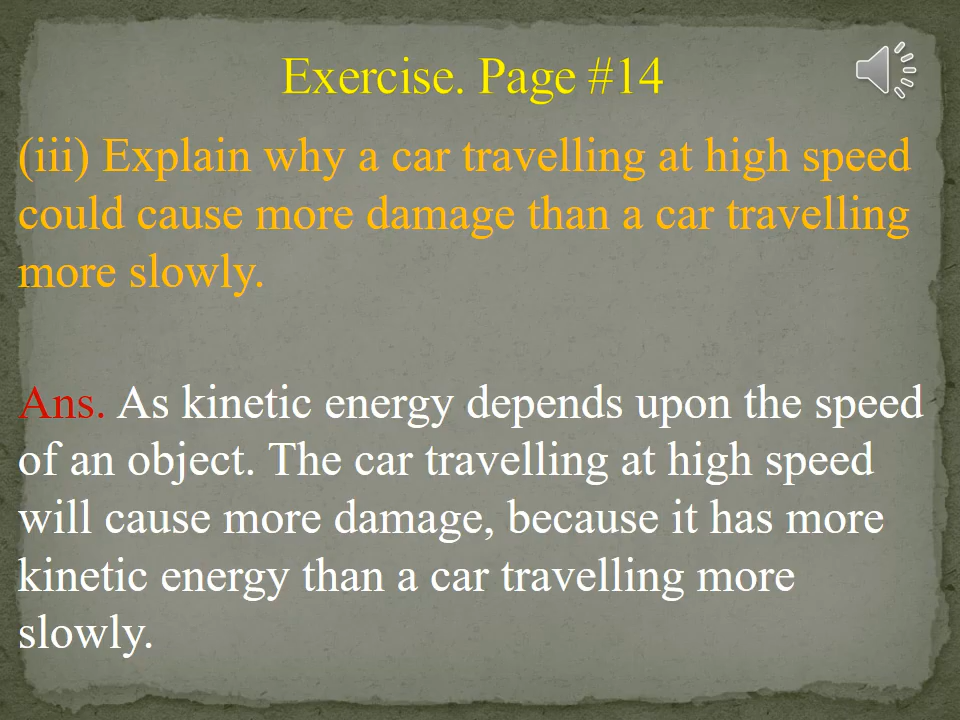 Exercise. Page #14
(iii) Explain why a car travelling at high speed
could cause more damage than a car travelling
more slowly.
Ans. As kinetic energy depends upon the speed
of an object. The car travelling at high speed
will cause more damage, because it has more
kinetic energy than a car travelling more
slowly.